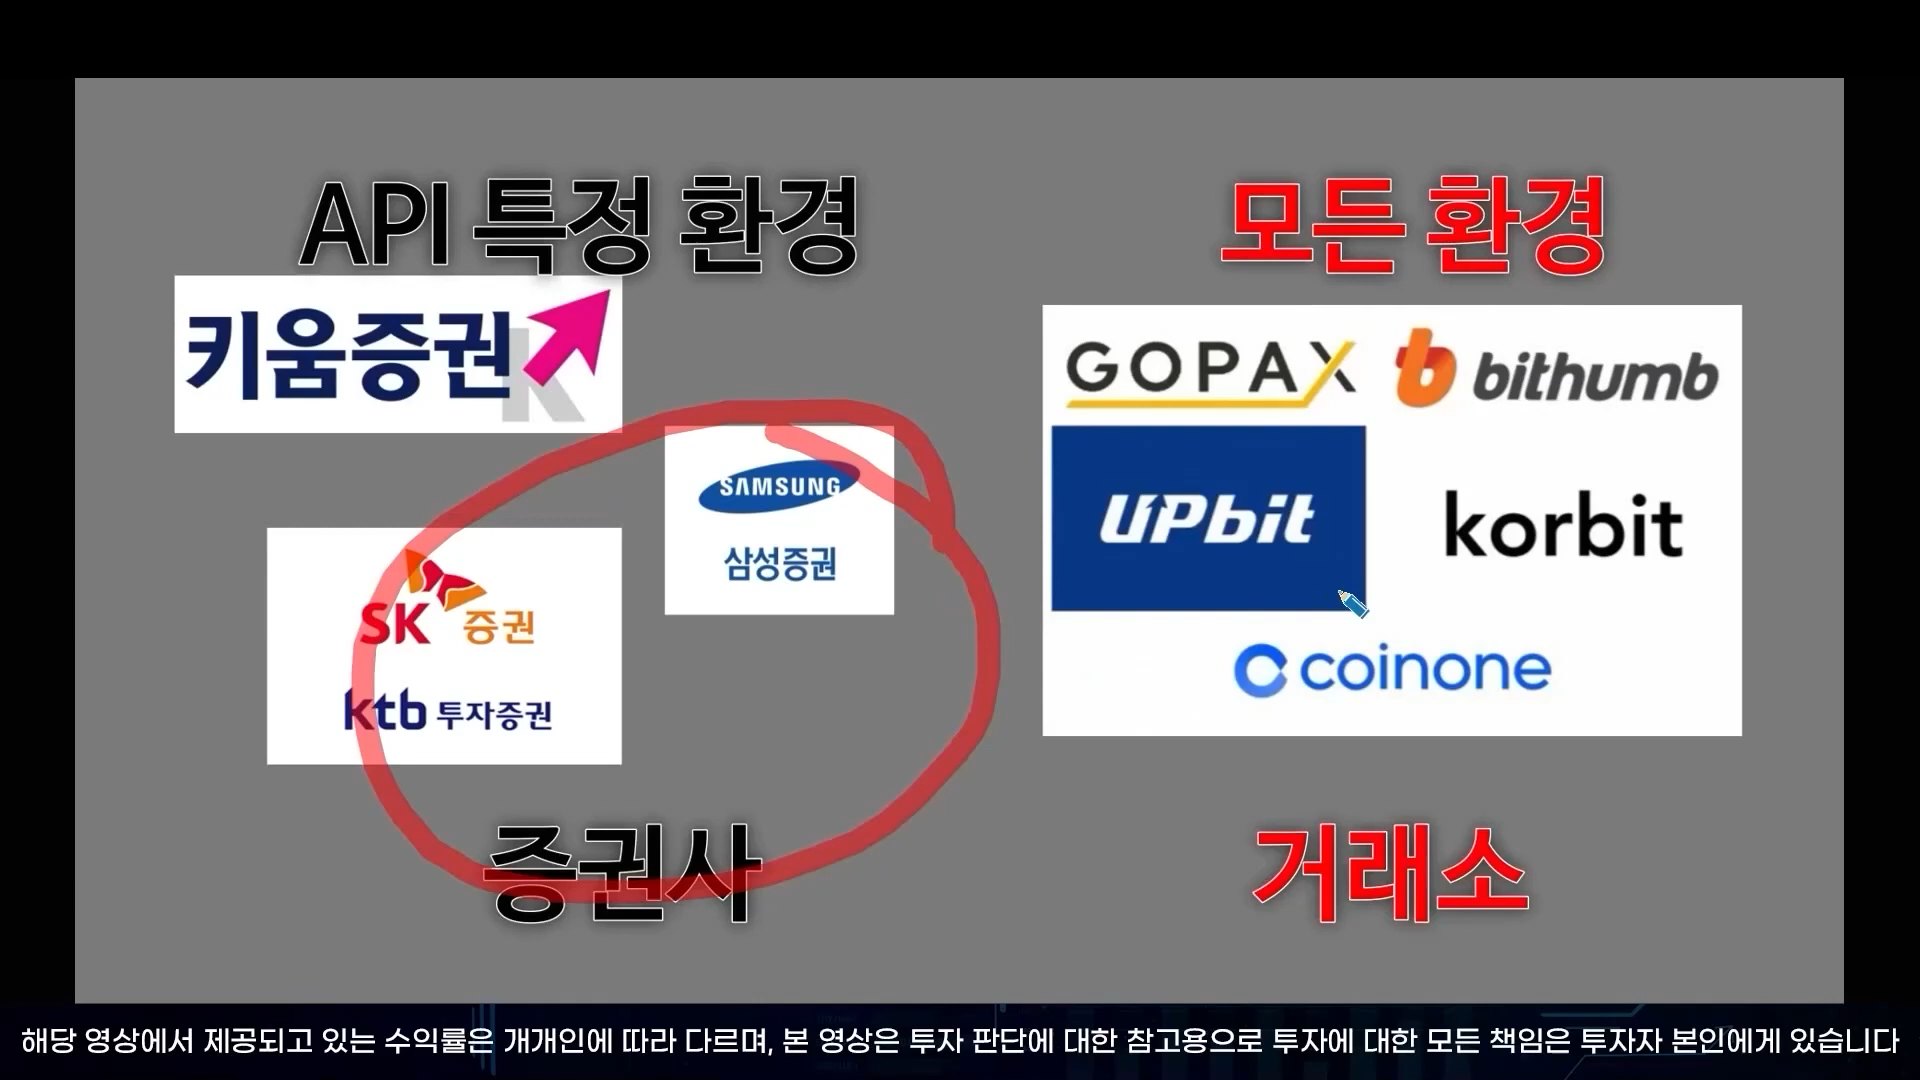 API 특정 환경
키움증권
K
SAMSUNG
삼성증권
SK 증권
ktb 투자증권
증권사
모든 환경
GOPAX
bithumb
UPbit
korbit
coinone
거래소
해당 영상에서 제공되고 있는 수익률은 개개인에 따라 다르며, 본 영상은 투자 판단에 대한 참고용으로 투자에 대한 모든 책임은 투자자 본인에게 있습니다